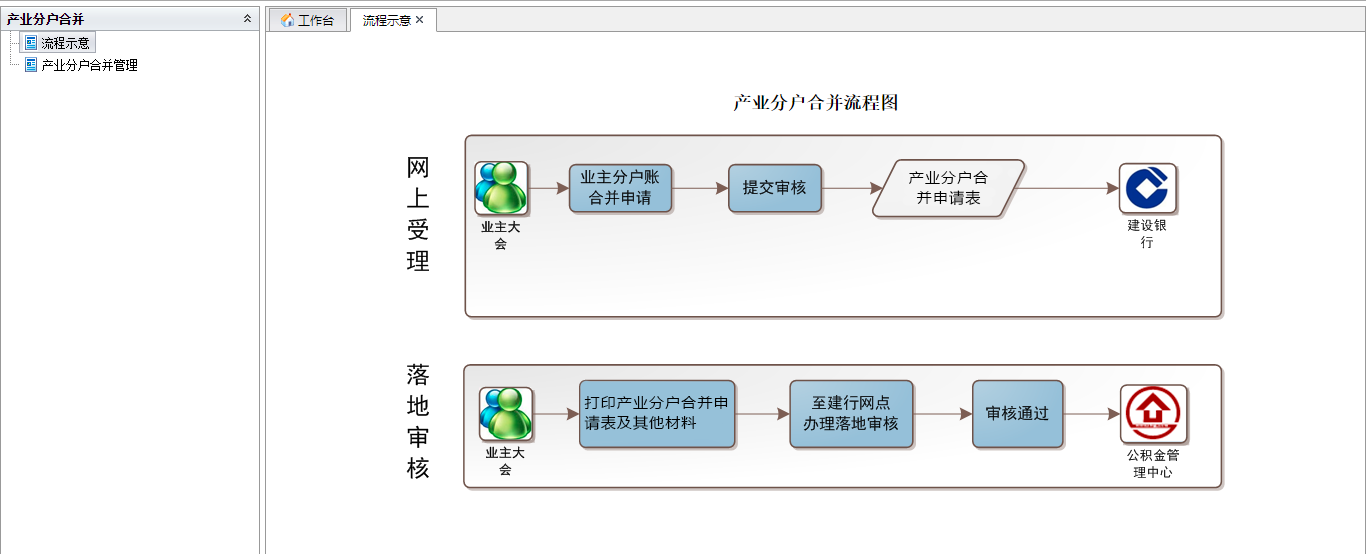 产业分户合并
流程示意
产业分户合并管理
工作台
流程示意
产业分户合并流程图
网上受理
业主大
会
业主分户账
合并申请
提交审核
产业分户合
并申请表
建设银
行
落地审核
业主大
会
打印产业分户合并申
请表及其他材料
至建行网点
办理落地审核
审核通过
公积金管
理中心